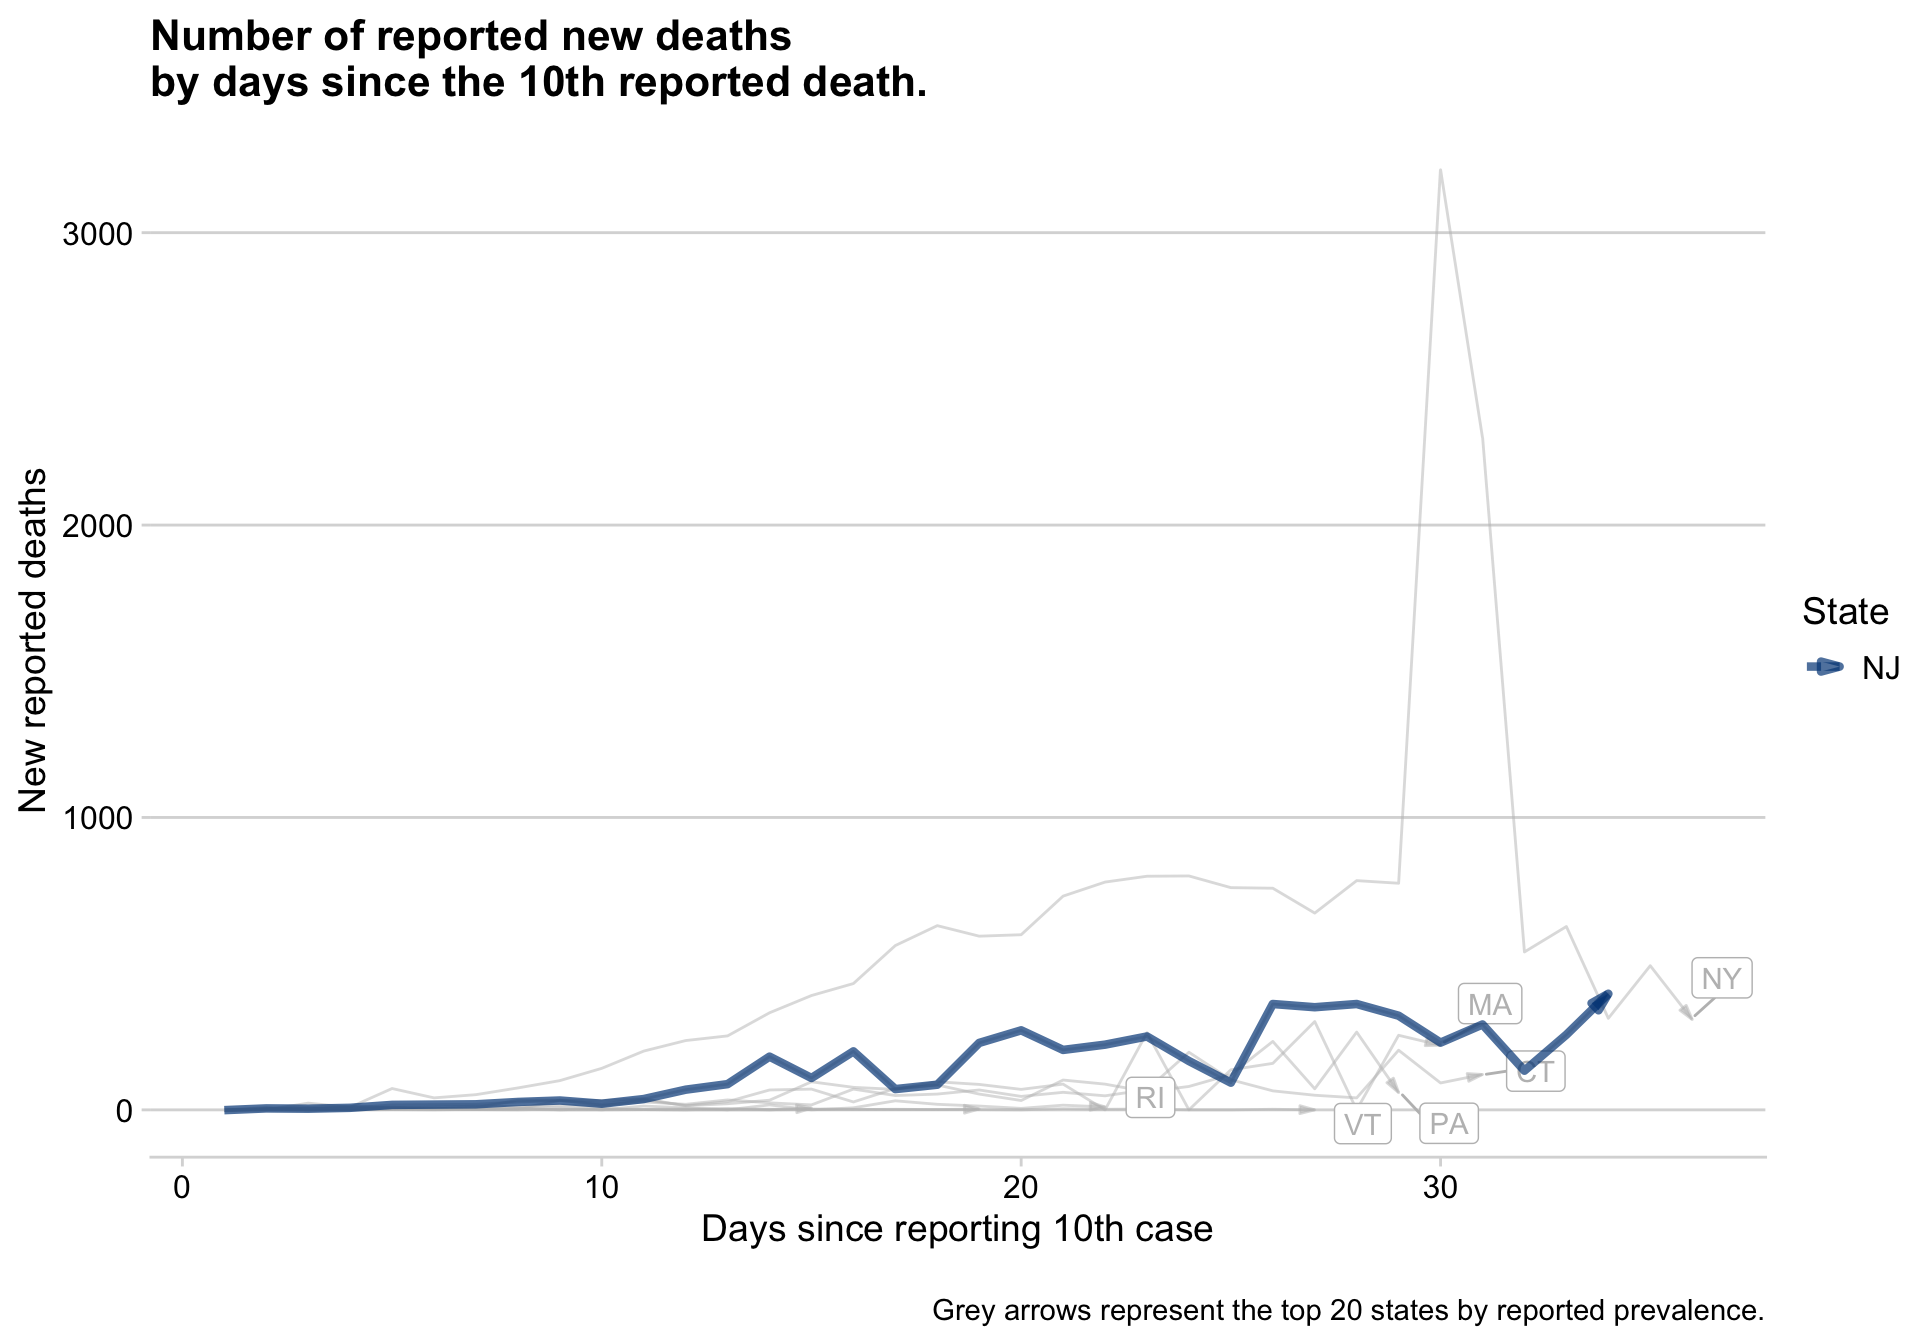 Number of reported new deaths
by days since the 10th reported death.
3000
2000
1000
0
New reported deaths
NY
MA
CT
RI
VT
PA
0
10
20
30
Days since reporting 10th case
State
NJ
Grey arrows represent the top 20 states by reported prevalence.